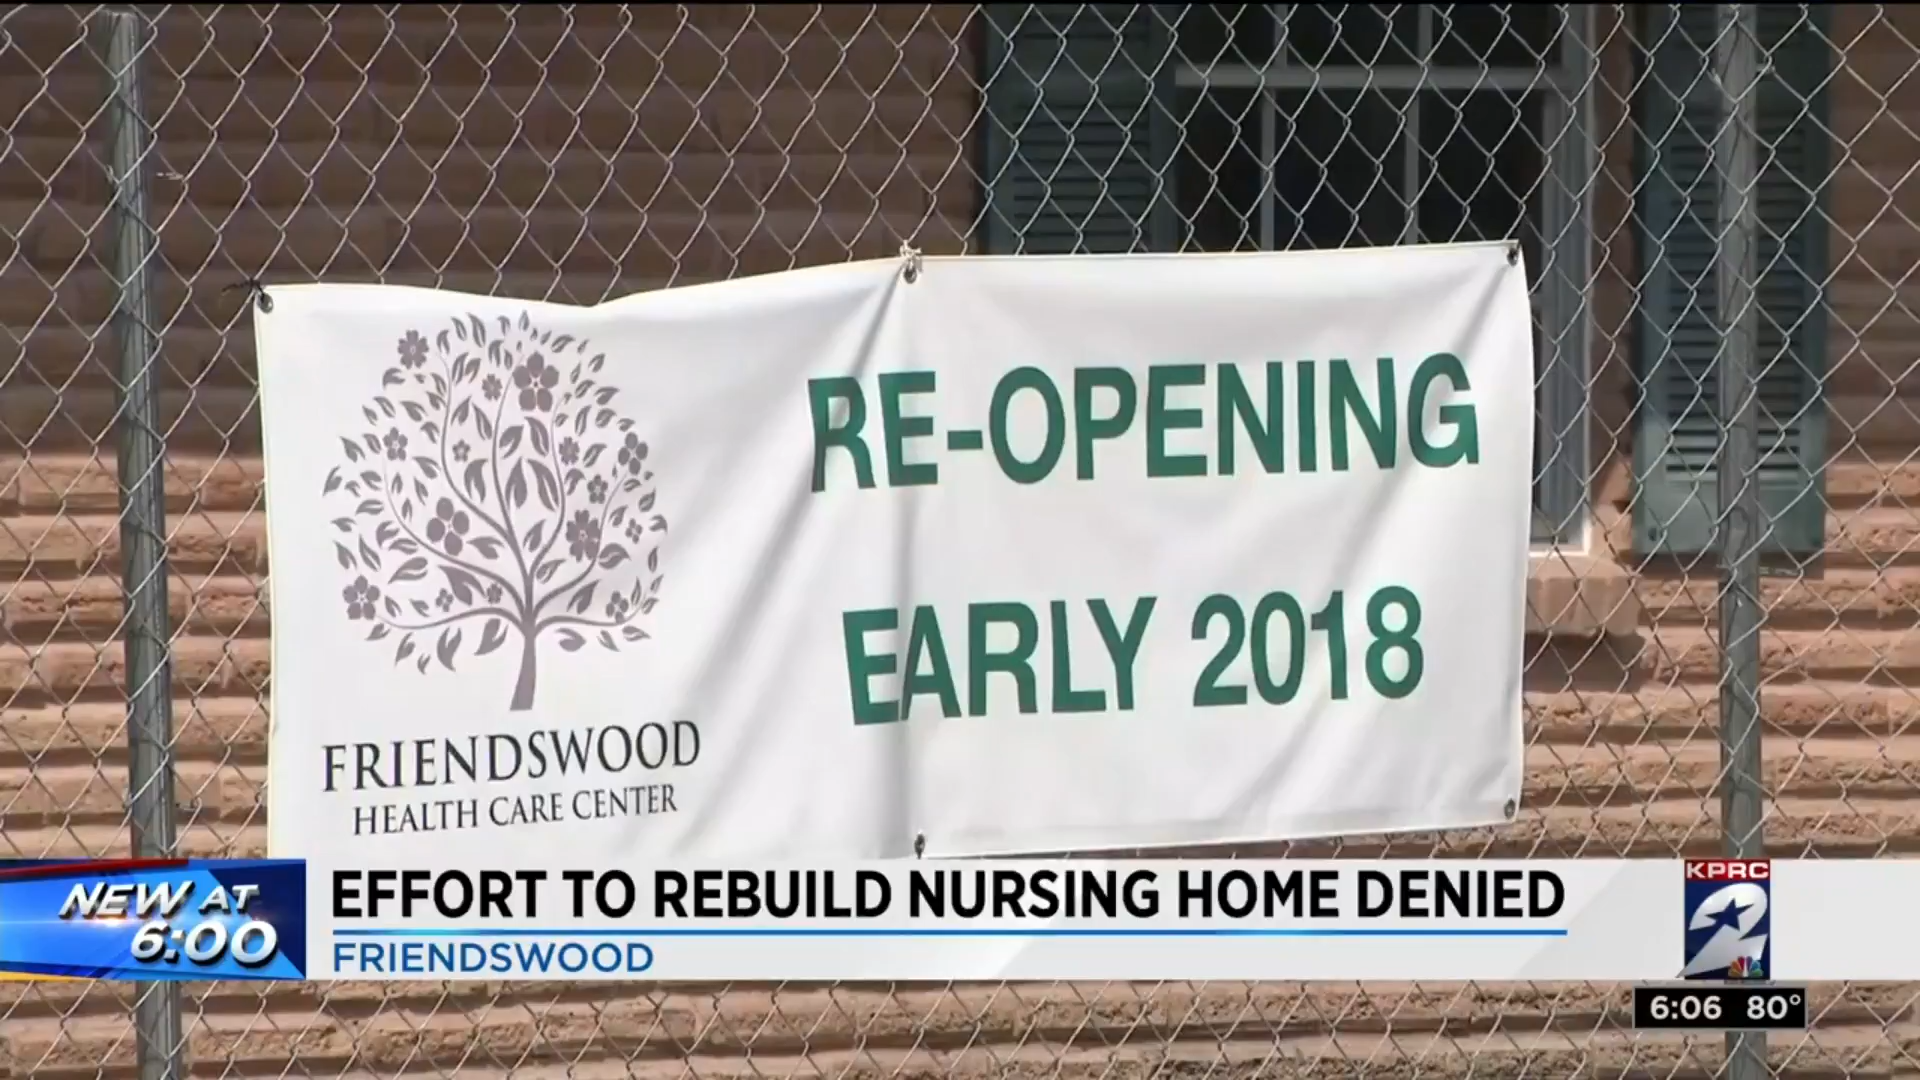 RE-OPENING
EARLY 2018
FRIENDSWOOD
HEALTH CARE CENTER
NEW AT
6:00
EFFORT TO REBUILD NURSING HOME DENIED
FRIENDSWOOD
KPRC
2
6:06 80°